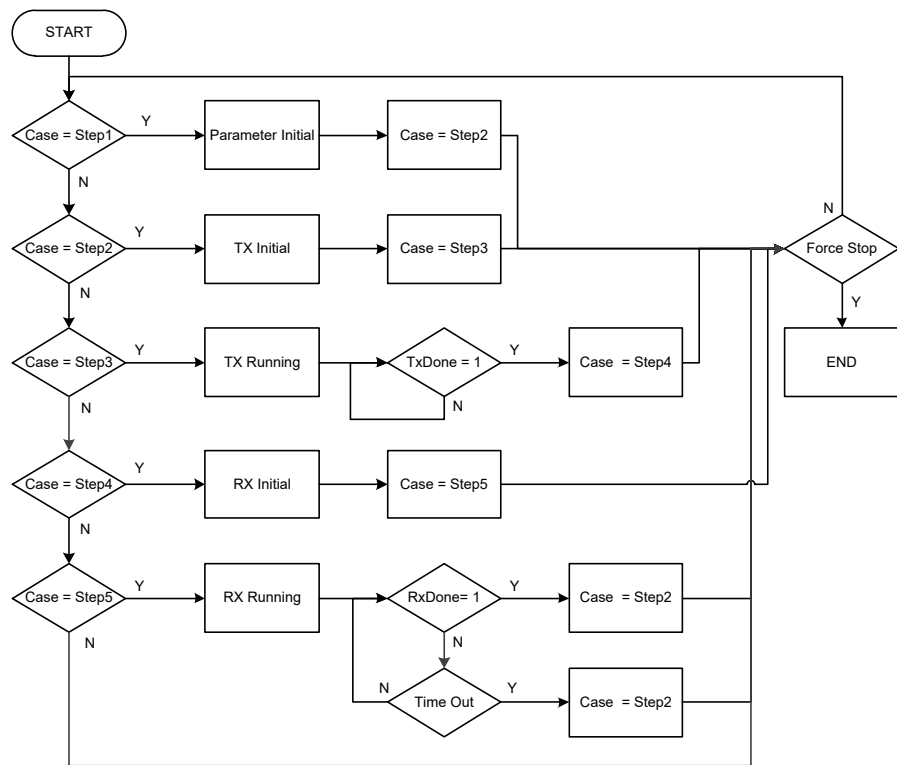 START
Case = Step1
Y
Parameter Initial
Case = Step2
N
N
Case = Step2
Y
TX Initial
Case = Step3
Force Stop
N
Y
Case = Step3
Y
TX Running
TxDone = 1
Y
Case = Step4
END
N
N
Case = Step4
Y
RX Initial
Case = Step5
N
Case = Step5
Y
RX Running
RxDone= 1
Y
Case = Step2
N
N
N
Time Out
Y
Case = Step2